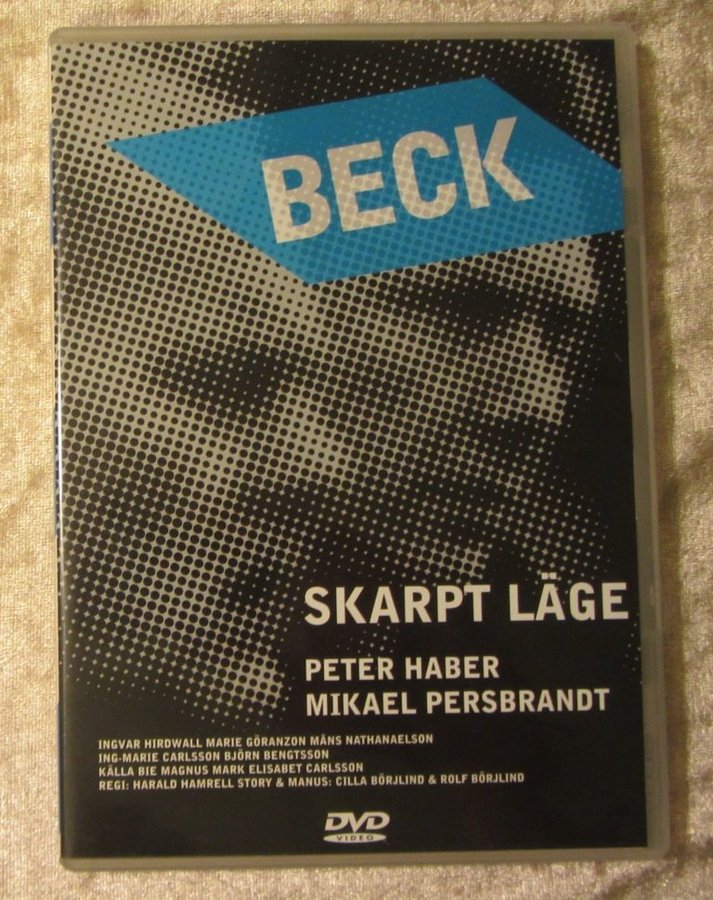 BECK
SKARPT LÄGE
PETER HABER
MIKAEL PERSBRANDT
INGVAR HIRDWALL MARIE GÖRANZON MÅNS NATHANAELSON
ING-MARIE CARLSSON BJÖRN BENGTSSON
KÄLLA BIE MAGNUS MARK ELISABET CARLSSON
REGI: HARALD HAMRELL STORY & MANUS: CILLA BÖRJLIND & ROLF BÖRJLIND
DVD
VIDEO